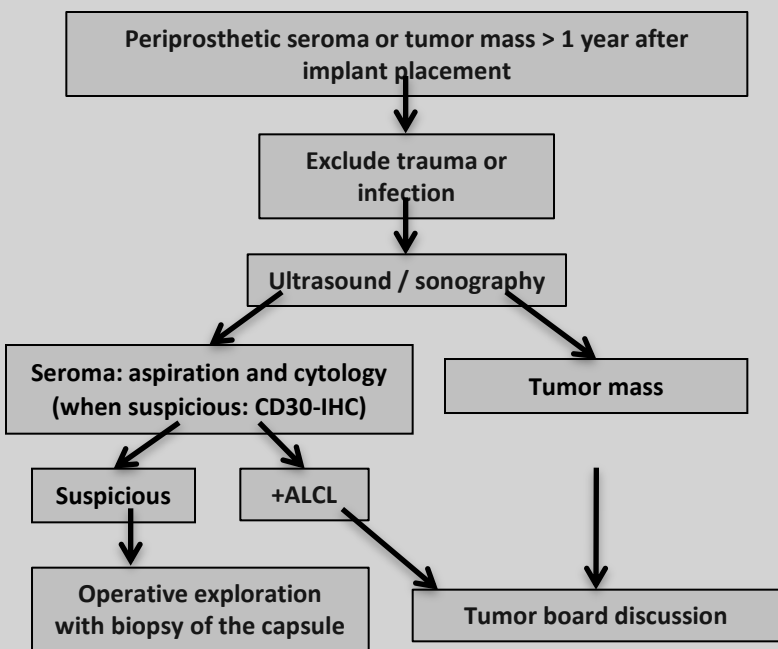 Periprosthetic seroma or tumor mass > 1 year after
implant placement
Exclude trauma or
infection
Ultrasound / sonography
Seroma: aspiration and cytology
(when suspicious: CD30-IHC)
Tumor mass
Suspicious
+ALCL
Operative exploration
with biopsy of the capsule
Tumor board discussion